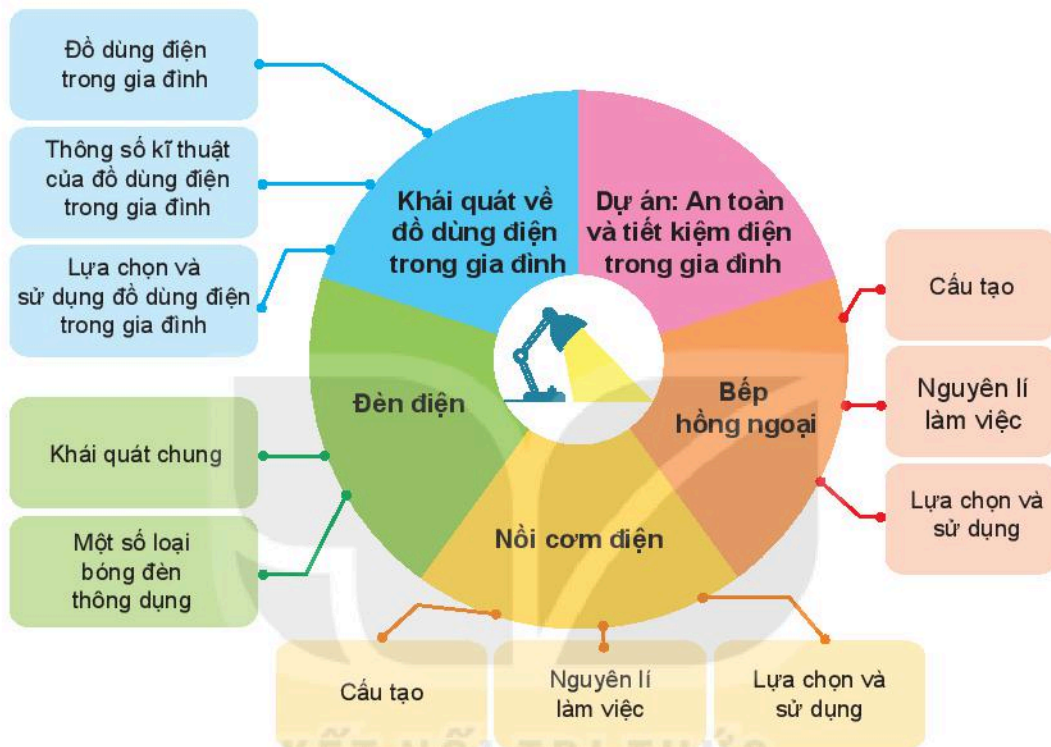 Đồ dùng điện
trong gia đình
Thông số kĩ thuật
của đồ dùng điện
trong gia đình
Lựa chọn và
sử dụng đồ dùng điện
trong gia đình
Khái quát về
đồ dùng điện
trong gia đình
Dự án: An toàn
và tiết kiệm điện
trong gia đình
Cấu tạo
Nguyên lí
làm việc
Lựa chọn và
sử dụng
Bếp
hồng ngoại
Đèn điện
Khái quát chung
Một số loại
bóng đèn
thông dụng
Nồi cơm điện
Cấu tạo
Nguyên lí
làm việc
Lựa chọn và
sử dụng
KẾT NỐI TRI THỨC